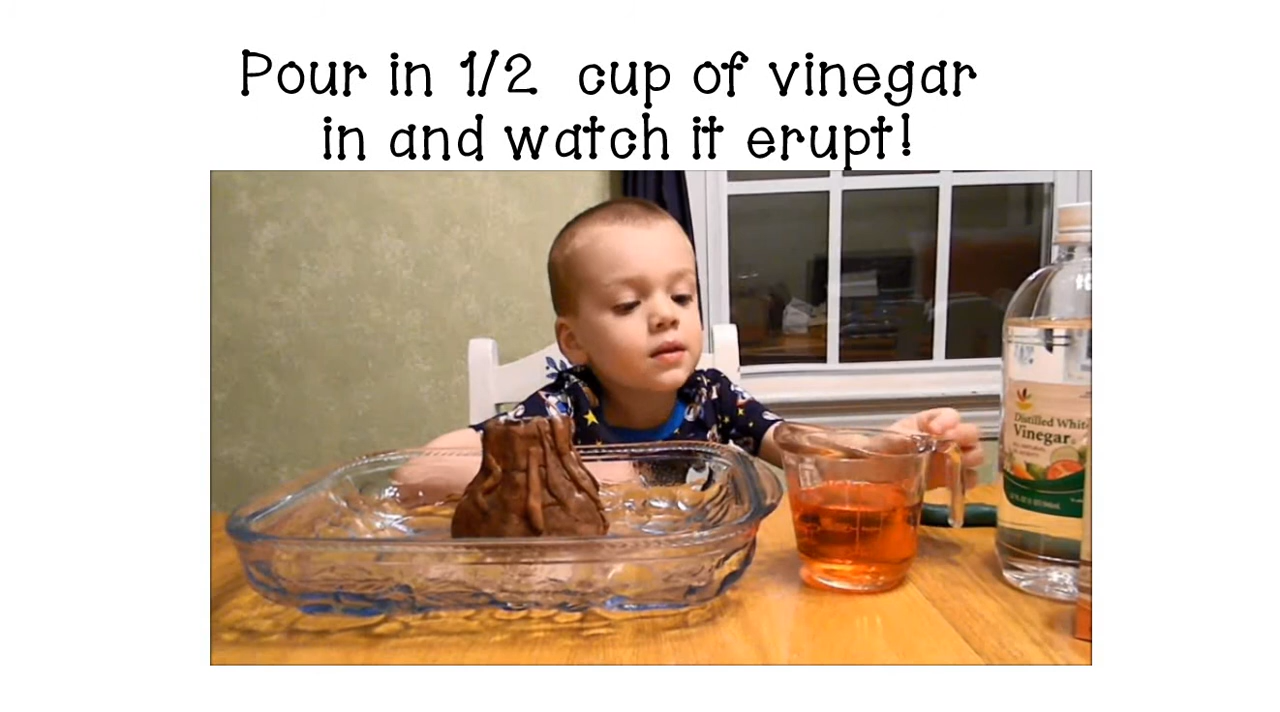 Pour in 1/2 cup of vinegar
in and watch it erupt!
Distilled White
Vinegar